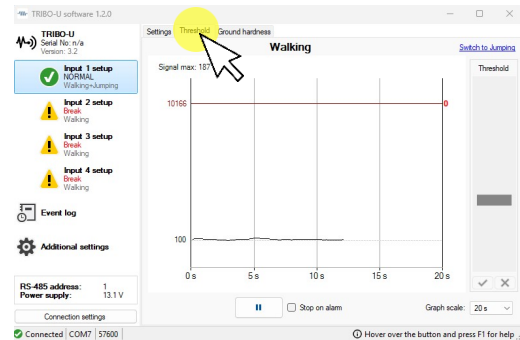 TRIBO-U software 1.2.0
TRIBO-U
Serial No: n/a
Version: 3.2
Input 1 setup
NORMAL
Walking+Jumping
Input 2 setup
Break
Walking
Input 3 setup
Break
Walking
Input 4 setup
Break
Walking
Event log
Additional settings
RS-485 address: 1
Power supply: 13.1 V
Connection settings
Settings Threshold Ground hardness
Walking
Switch to Jumping
Signal max: 187
Threshold
10166
0
100
0 s 5 s 10 s 15 s 20 s
Stop on alarm
Graph scale: 20 s
Connected COM7 57600
Hover over the button and press F1 for help